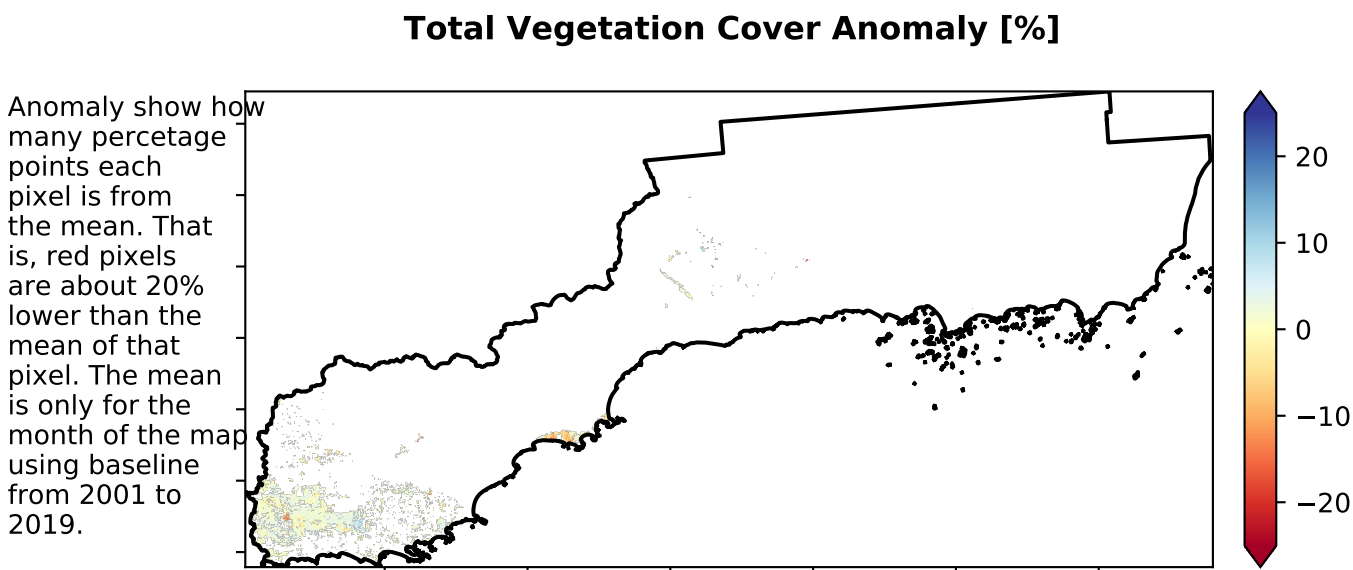 Total Vegetation Cover Anomaly [%]
Anomaly show how
many percetage
points each
pixel is from
the mean. That
is, red pixels
are about 20%
lower than the
mean of that
pixel. The mean
is only for the
month of the map
using baseline
from 2001 to
2019.
20
10
0
−10
−20